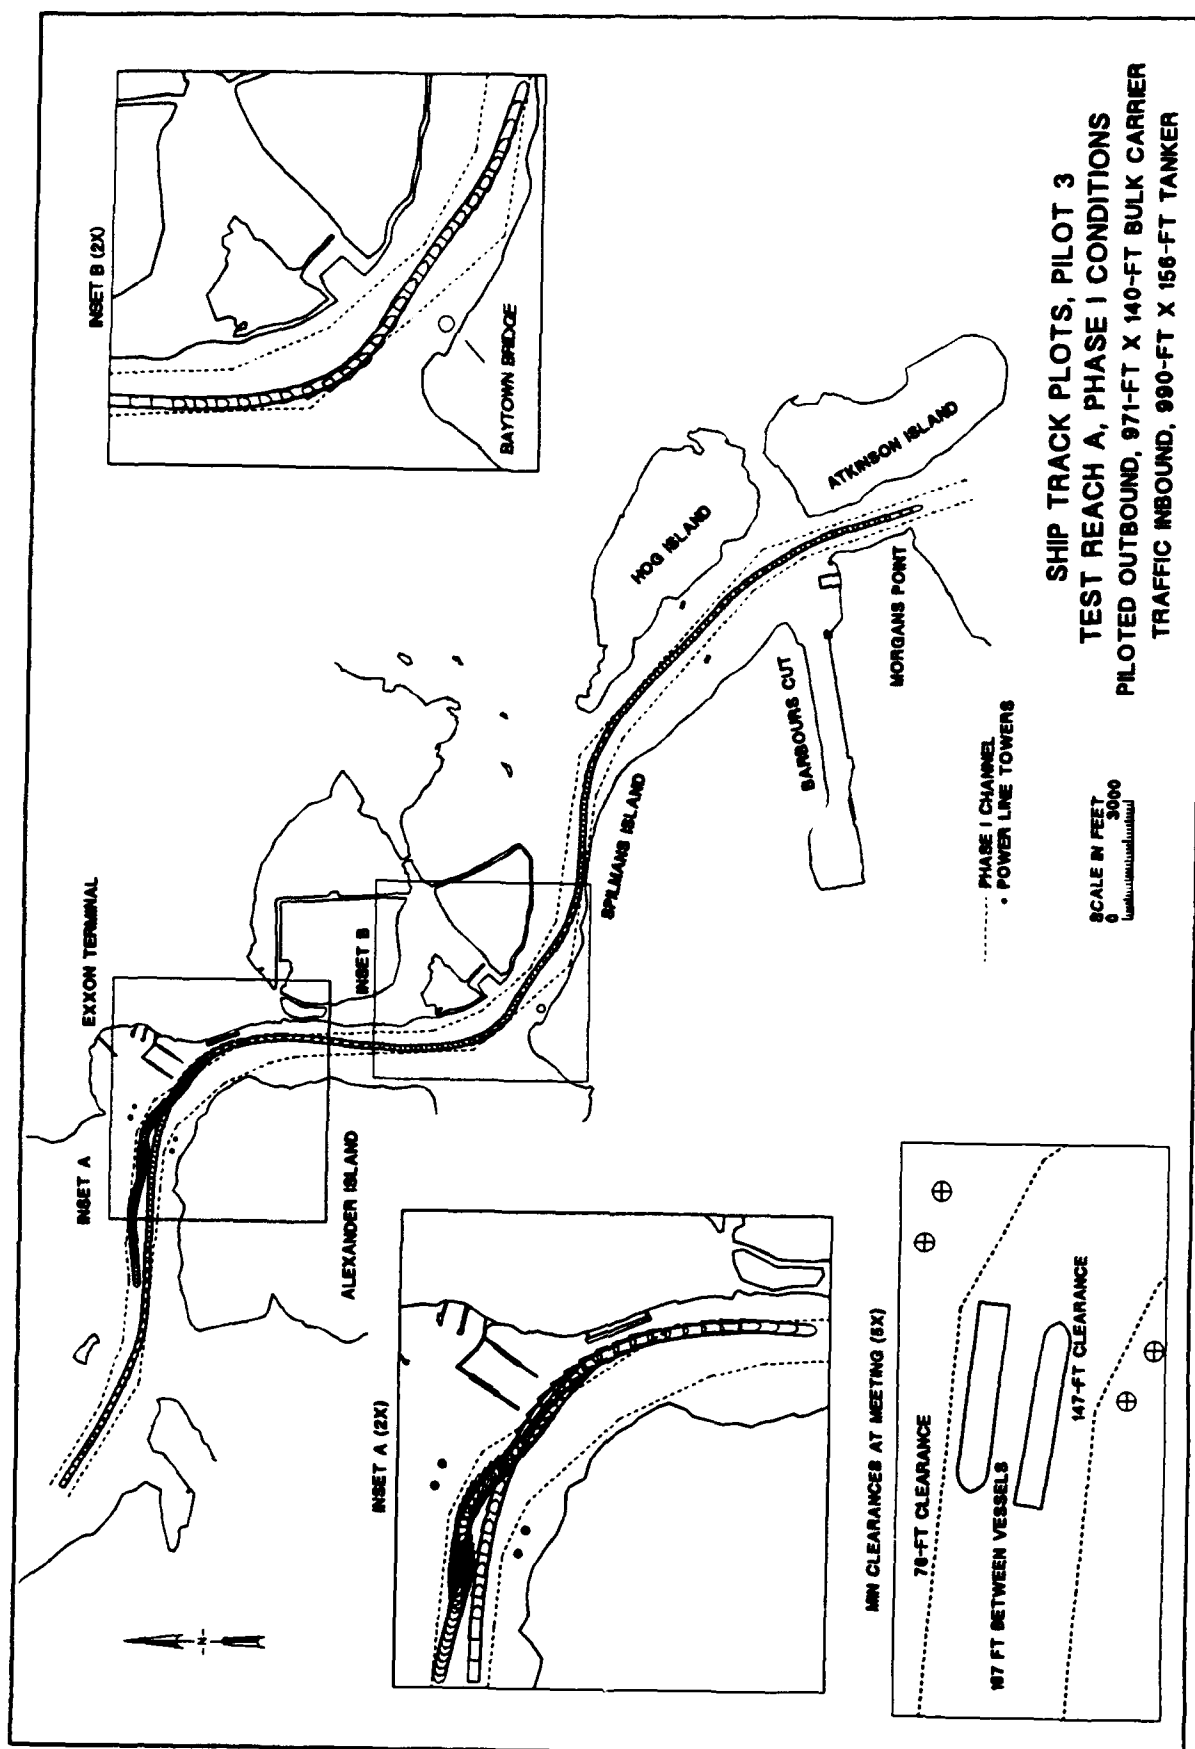 INSET A
EXXON TERMINAL
INSET B (2X)
BAYTOWN BRIDGE
INSET B
ALEXANDER ISLAND
HOG ISLAND
SPILMANS ISLAND
ATKINSON ISLAND
BARBOURS CUT
MORGANS POINT
-N-
INSET A (2X)
MIN CLEARANCES AT MEETING (5X)
76-FT CLEARANCE
167 FT BETWEEN VESSELS
147-FT CLEARANCE
PHASE I CHANNEL
POWER LINE TOWERS
SCALE IN FEET
0 3000
SHIP TRACK PLOTS, PILOT 3
TEST REACH A, PHASE I CONDITIONS
PILOTED OUTBOUND, 971-FT X 140-FT BULK CARRIER
TRAFFIC INBOUND, 990-FT X 156-FT TANKER